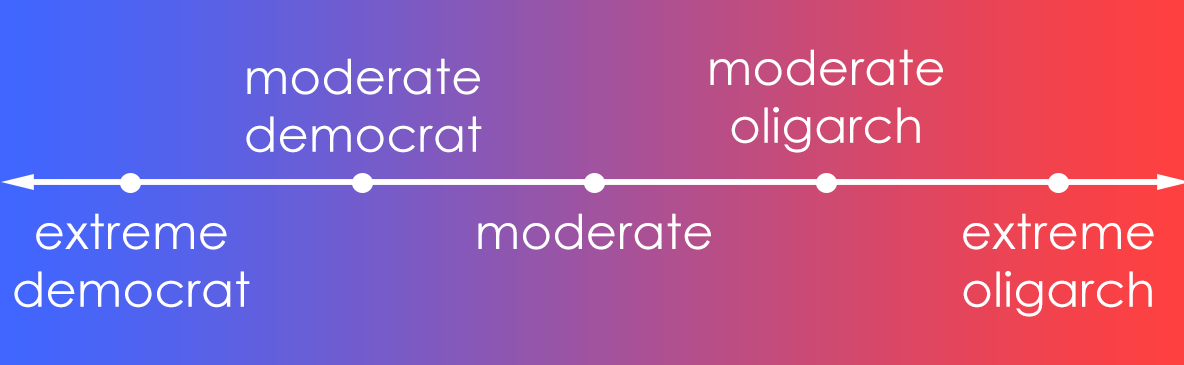 moderate
democrat
moderate
oligarch
extreme
democrat
moderate
extreme
oligarch